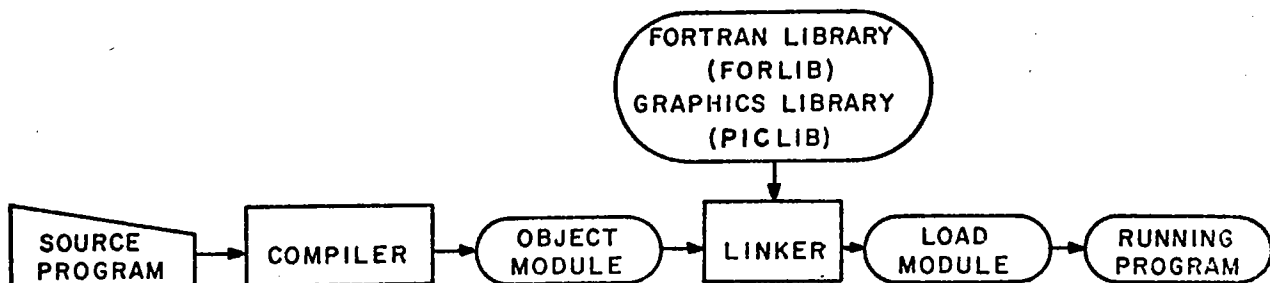 FORTRAN LIBRARY
(FORLIB)
GRAPHICS LIBRARY
(PICLIB)
SOURCE
PROGRAM
COMPILER
OBJECT
MODULE
LINKER
LOAD
MODULE
RUNNING
PROGRAM